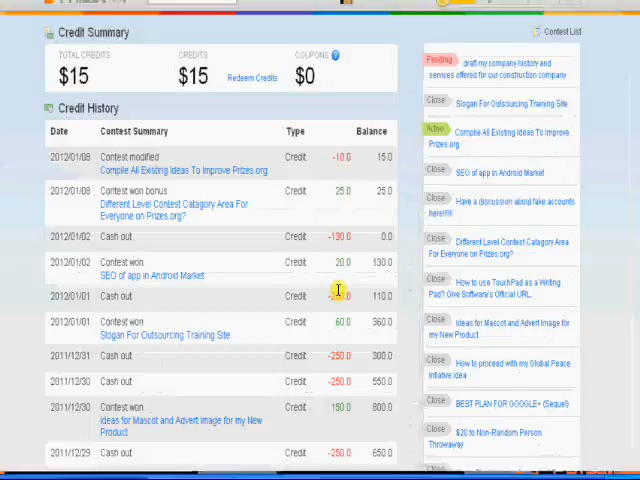 Credit Summary
TOTAL CREDITS
CREDITS
COUPONS
$15
$15
Redeem Credits
$0
Credit History
Date Contest Summary Type Balance
2012/01/08 Contest modified Credit -10.0 15.0
Compile All Existing Ideas To Improve Prizes.org
2012/01/08 Contest won bonus Credit 25.0 25.0
Different Level Contest Catagory Area For
Everyone on Prizes.org?
2012/01/02 Cash out Credit -130.0 0.0
2012/01/02 Contest won Credit 20.0 130.0
SEO of app in Android Market
2012/01/01 Cash out Credit 110.0
2012/01/01 Contest won Credit 60.0 360.0
Slogan For Outsourcing Training Site
2011/12/31 Cash out Credit -250.0 300.0
2011/12/30 Cash out Credit -250.0 550.0
2011/12/30 Contest won Credit 150.0 800.0
Ideas for Mascot and Advert image for my New
Product
2011/12/29 Cash out Credit -250.0 650.0
Contest List
Pending draft my company history and
services offered for our construction company
Close Slogan For Outsourcing Training Site
Active Compile All Existing Ideas To Improve
Prizes.org
Close SEO of app in Android Market
Close Have a discussion about fake accounts
here!!!!!
Close Different Level Contest Catagory Area
For Everyone on Prizes.org?
Close How to use TouchPad as a Writing
Pad? Give Software's Official URL.
Close Ideas for Mascot and Advert image for
my New Product
Close How to proceed with my Global Peace
Initiative idea
Close BEST PLAN FOR GOOGLE+ (Sequel)
Close $20 to Non-Random Person
Throwaway